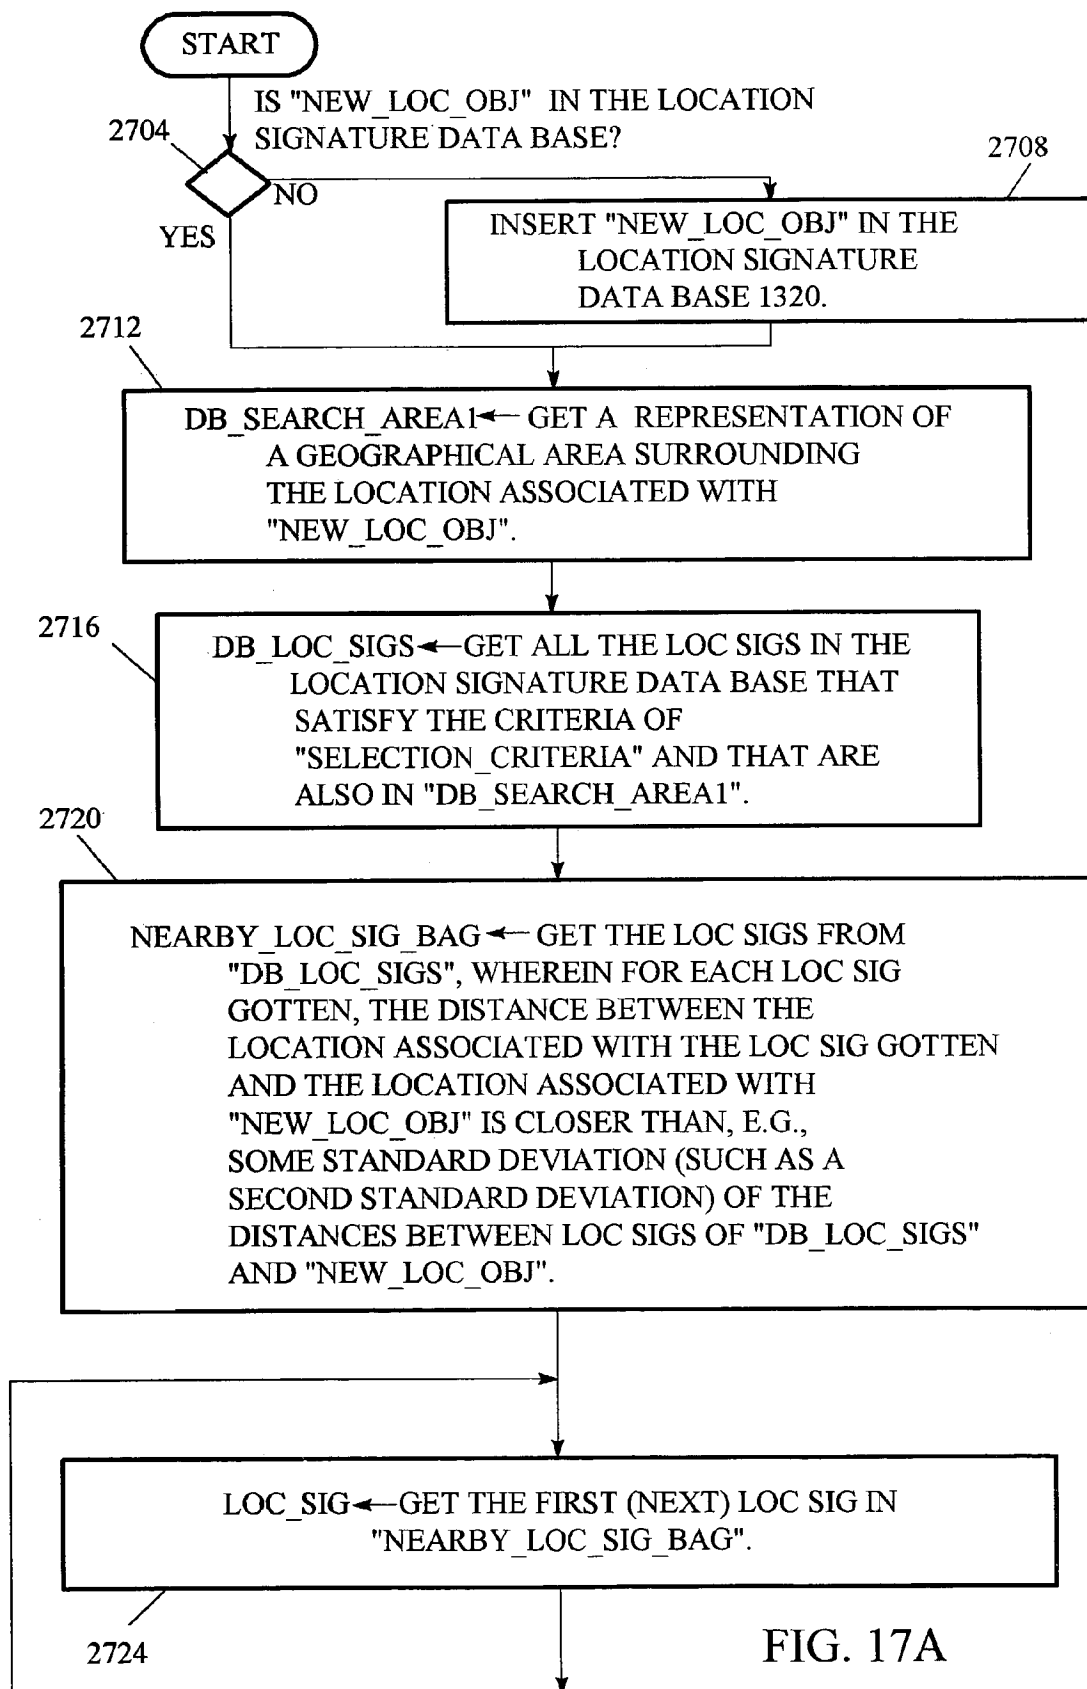 START
IS "NEW_LOC_OBJ" IN THE LOCATION
SIGNATURE DATA BASE?
2704
NO
YES
2708
INSERT "NEW_LOC_OBJ" IN THE
LOCATION SIGNATURE
DATA BASE 1320.
2712
DB_SEARCH_AREA1← GET A REPRESENTATION OF
A GEOGRAPHICAL AREA SURROUNDING
THE LOCATION ASSOCIATED WITH
"NEW_LOC_OBJ".
2716
DB_LOC_SIGS←GET ALL THE LOC SIGS IN THE
LOCATION SIGNATURE DATA BASE THAT
SATISFY THE CRITERIA OF
"SELECTION_CRITERIA" AND THAT ARE
ALSO IN "DB_SEARCH_AREA1".
2720
NEARBY_LOC_SIG_BAG← GET THE LOC SIGS FROM
"DB_LOC_SIGS", WHEREIN FOR EACH LOC SIG
GOTTEN, THE DISTANCE BETWEEN THE
LOCATION ASSOCIATED WITH THE LOC SIG GOTTEN
AND THE LOCATION ASSOCIATED WITH
"NEW_LOC_OBJ" IS CLOSER THAN, E.G.,
SOME STANDARD DEVIATION (SUCH AS A
SECOND STANDARD DEVIATION) OF THE
DISTANCES BETWEEN LOC SIGS OF "DB_LOC_SIGS"
AND "NEW_LOC_OBJ".
LOC_SIG←GET THE FIRST (NEXT) LOC SIG IN
"NEARBY_LOC_SIG_BAG".
2724
FIG. 17A